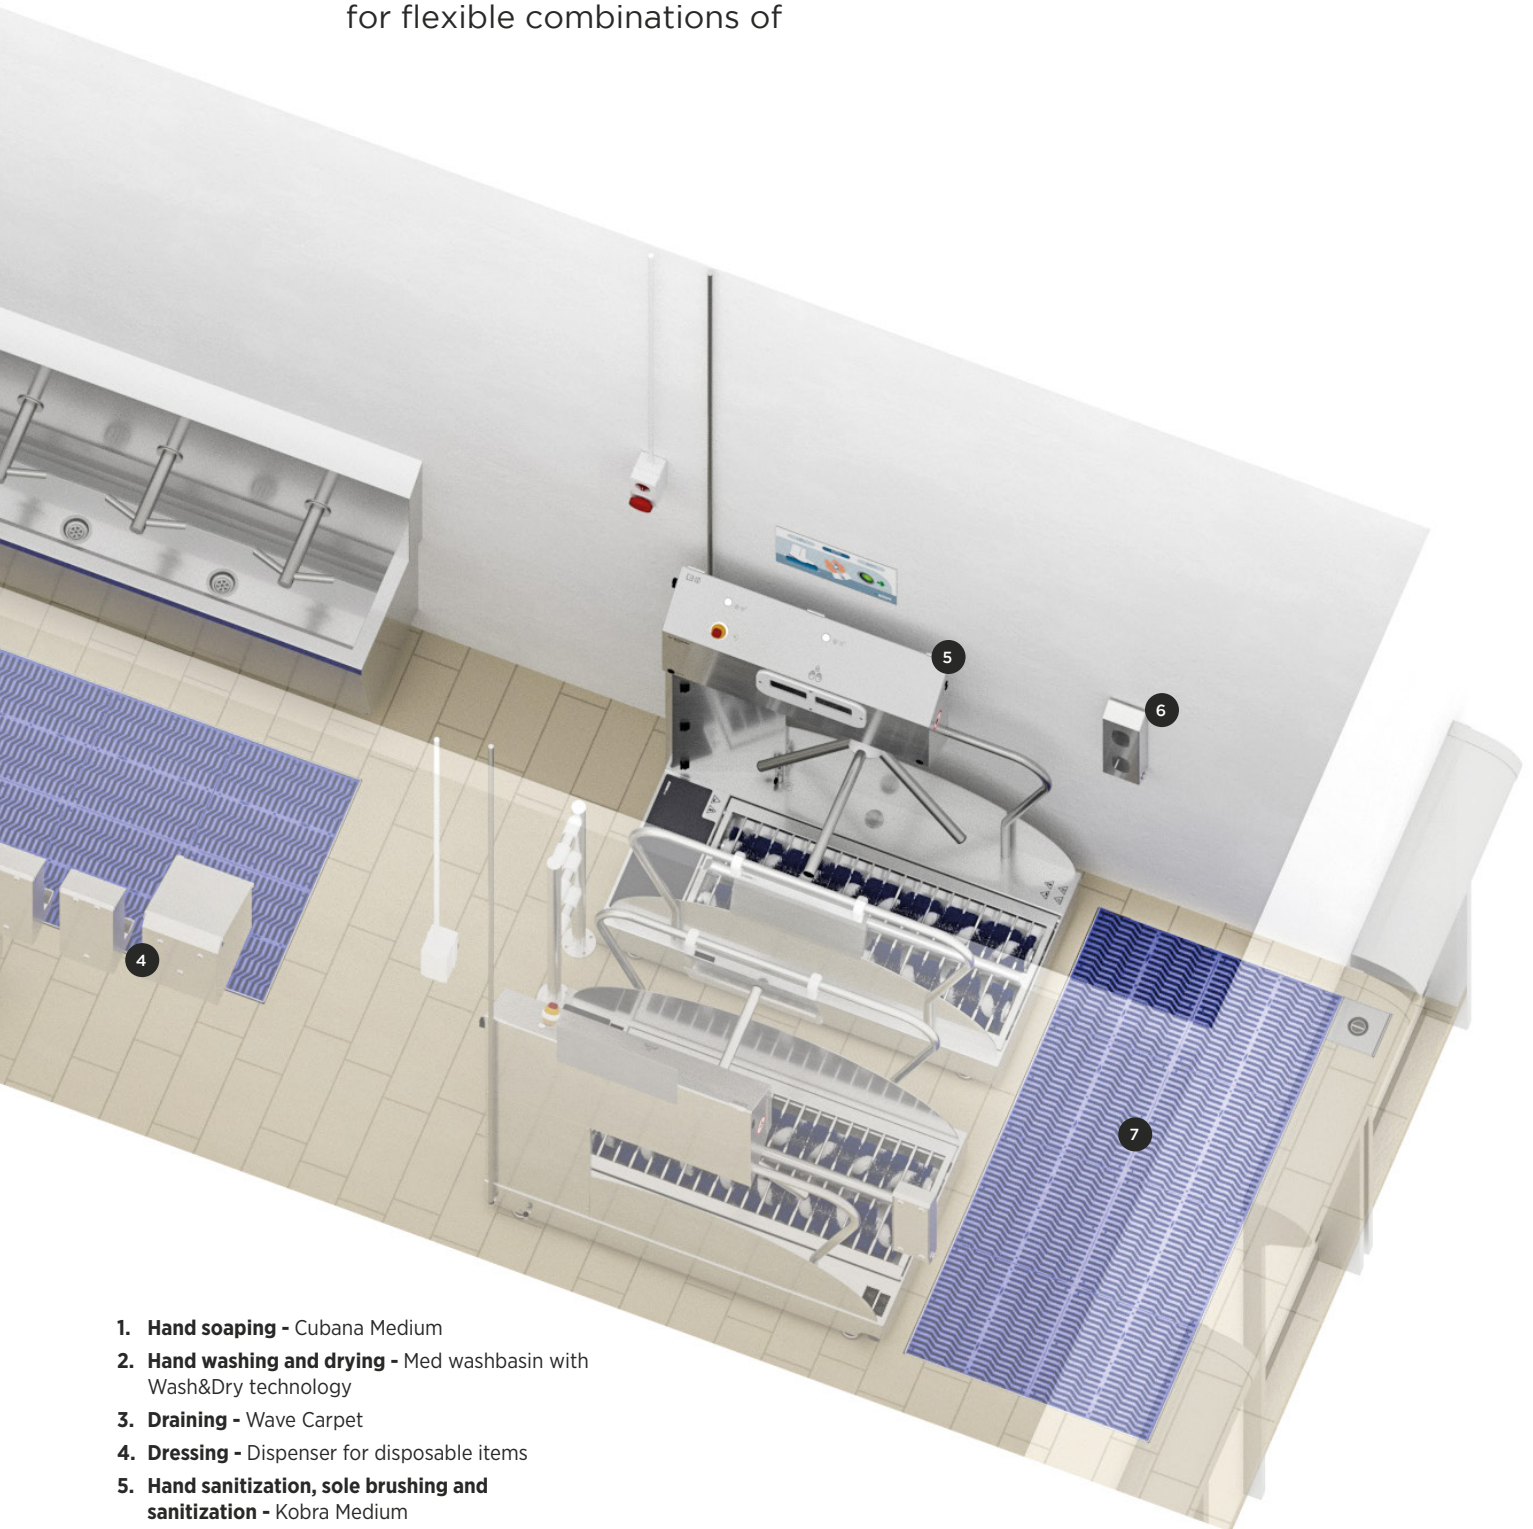 for flexible combinations of
5
6
4
7
1. Hand soaping - Cubana Medium
2. Hand washing and drying - Med washbasin with
Wash&Dry technology
3. Draining - Wave Carpet
4. Dressing - Dispenser for disposable items
5. Hand sanitization, sole brushing and
sanitization - Kobra Medium